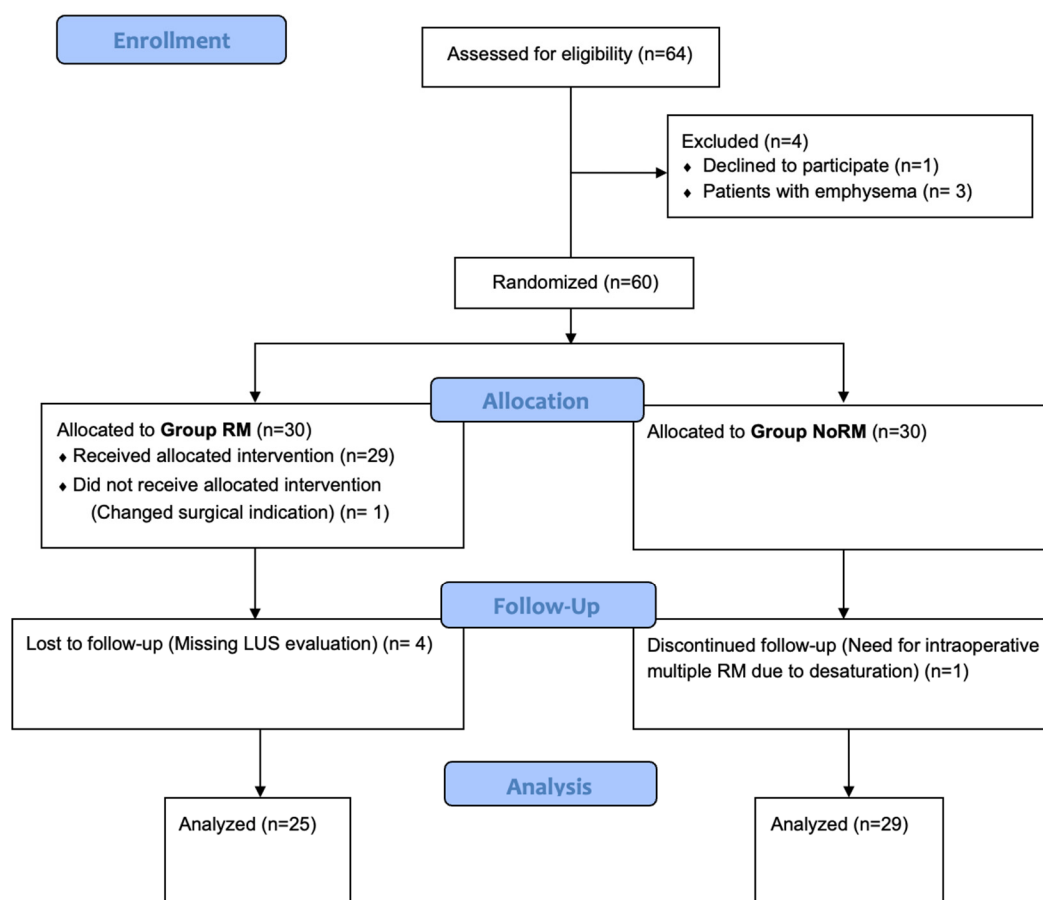 Enrollment
Assessed for eligibility (n=64)
Excluded (n=4)
♦ Declined to participate (n=1)
♦ Patients with emphysema (n= 3)
Randomized (n=60)
Allocation
Allocated to Group RM (n=30)
♦ Received allocated intervention (n=29)
♦ Did not receive allocated intervention
(Changed surgical indication) (n= 1)
Allocated to Group NoRM (n=30)
Follow-Up
Lost to follow-up (Missing LUS evaluation) (n= 4)
Discontinued follow-up (Need for intraoperative
multiple RM due to desaturation) (n=1)
Analysis
Analyzed (n=25)
Analyzed (n=29)